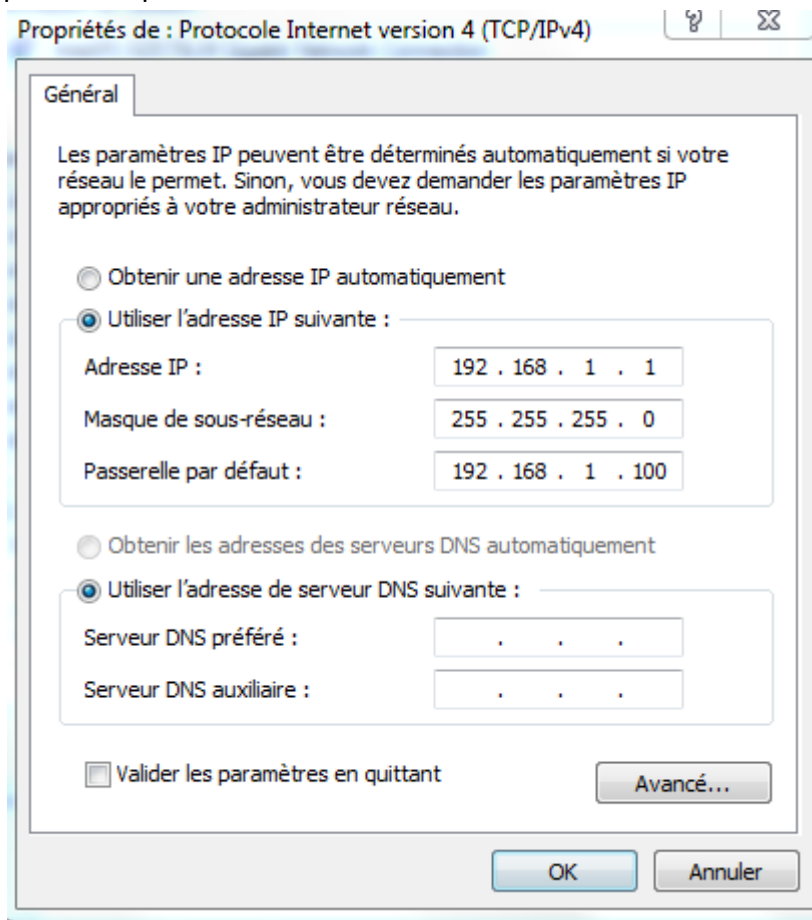 Propriétés de : Protocole Internet version 4 (TCP/IPv4)
Général
Les paramètres IP peuvent être déterminés automatiquement si votre
réseau le permet. Sinon, vous devez demander les paramètres IP
appropriés à votre administrateur réseau.
Obtenir une adresse IP automatiquement
Utiliser l'adresse IP suivante :
Adresse IP : 192 . 168 . 1 . 1
Masque de sous-réseau : 255 . 255 . 255 . 0
Passerelle par défaut : 192 . 168 . 1 . 100
Obtenir les adresses des serveurs DNS automatiquement
Utiliser l'adresse de serveur DNS suivante :
Serveur DNS préféré : . . .
Serveur DNS auxiliaire : . . .
Valider les paramètres en quittant
Avancé...
OK Annuler